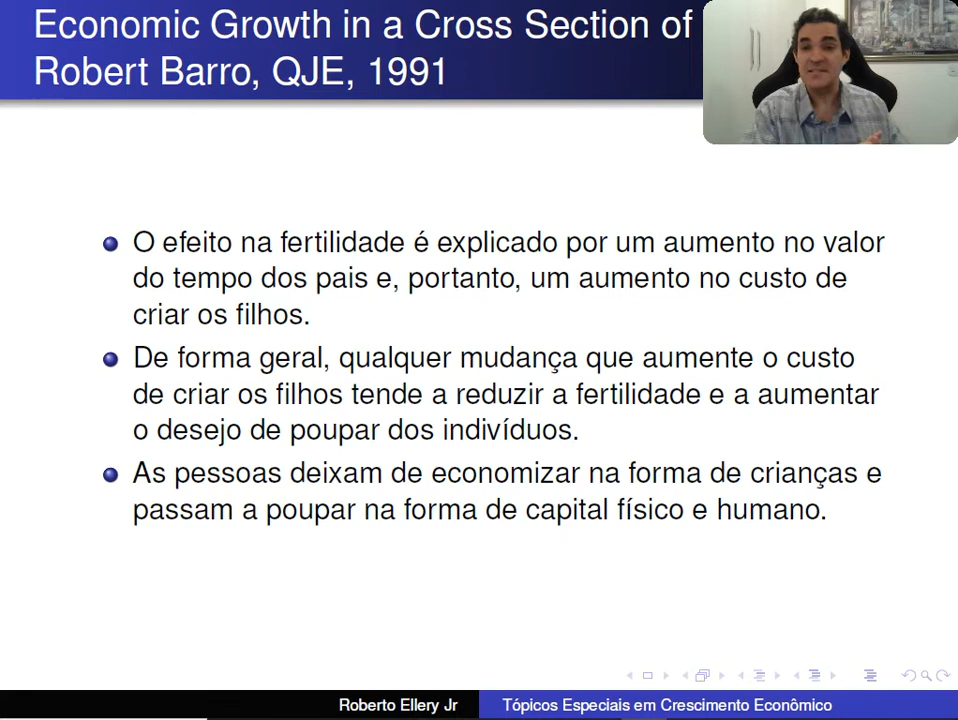 Economic Growth in a Cross Section of
Robert Barro, QJE, 1991
O efeito na fertilidade é explicado por um aumento no valor
do tempo dos pais e, portanto, um aumento no custo de
criar os filhos.
De forma geral, qualquer mudança que aumente o custo
de criar os filhos tende a reduzir a fertilidade e a aumentar
o desejo de poupar dos indivíduos.
As pessoas deixam de economizar na forma de crianças e
passam a poupar na forma de capital físico e humano.
Roberto Ellery Jr
Tópicos Especiais em Crescimento Econômico